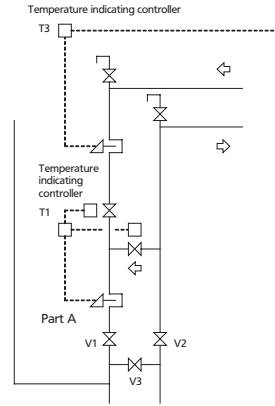 Temperature indicating controller
T3
Temperature
indicating
controller
T1
Part A
V1
V2
V3